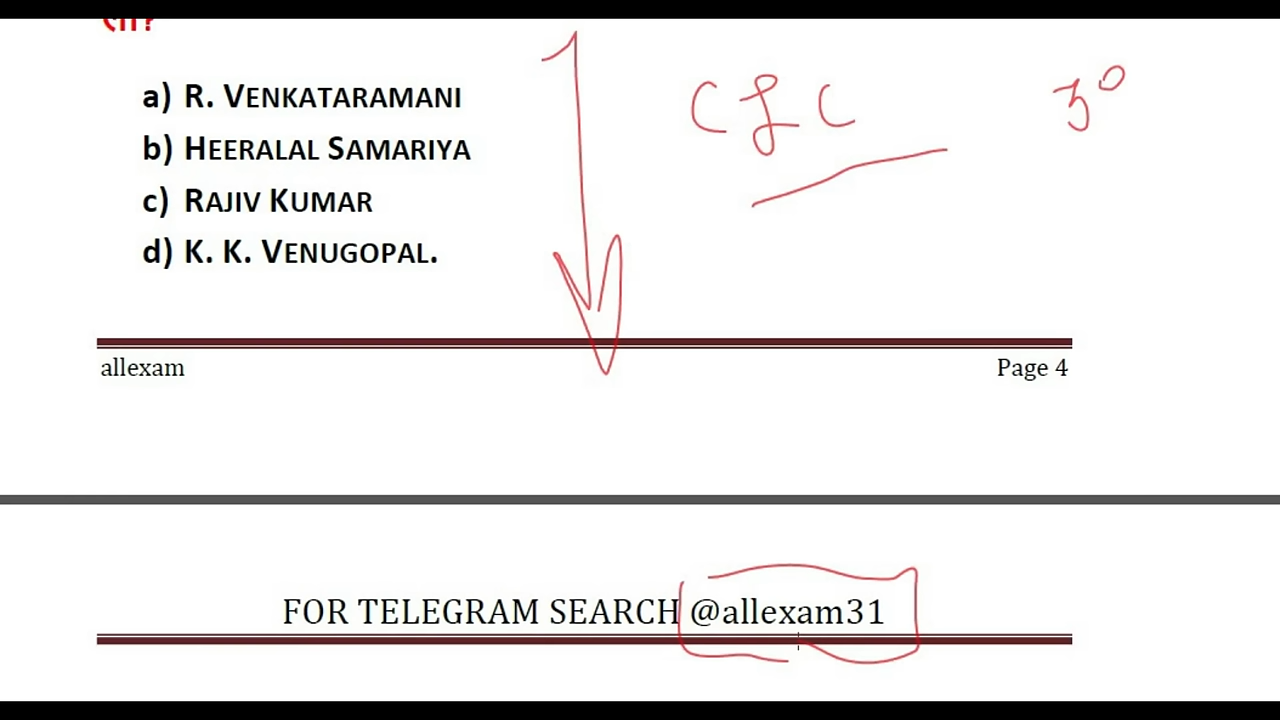 a) R. VENKATARAMANI
b) HEERALAL SAMARIYA
c) RAJIV KUMAR
d) K. K. VENUGOPAL.
allexam
Page 4
FOR TELEGRAM SEARCH @allexam31